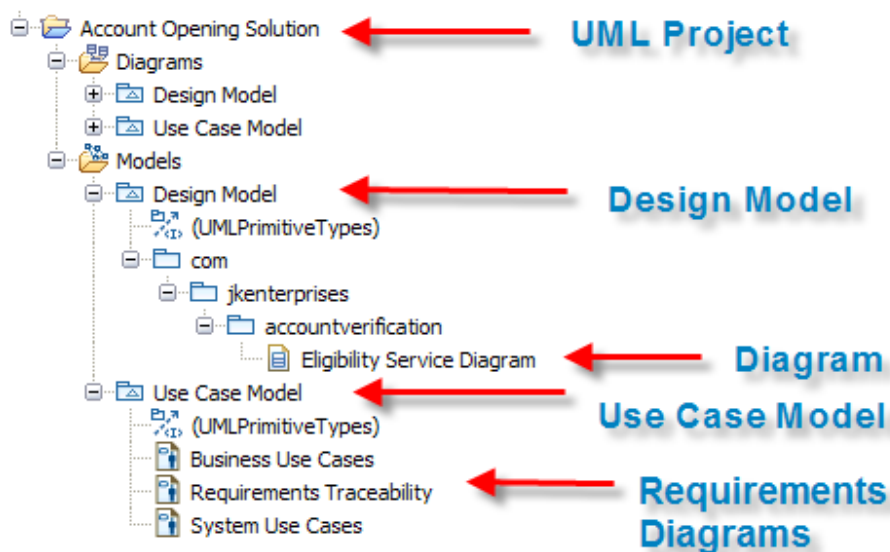 Account Opening Solution UML Project
Diagrams
Design Model
Use Case Model
Models
Design Model Design Model
(UMLPrimitiveTypes)
com
jkenterprises
accountverification
Eligibility Service Diagram Diagram
Use Case Model Use Case Model
(UMLPrimitiveTypes)
Business Use Cases
Requirements Traceability Requirements
System Use Cases Diagrams